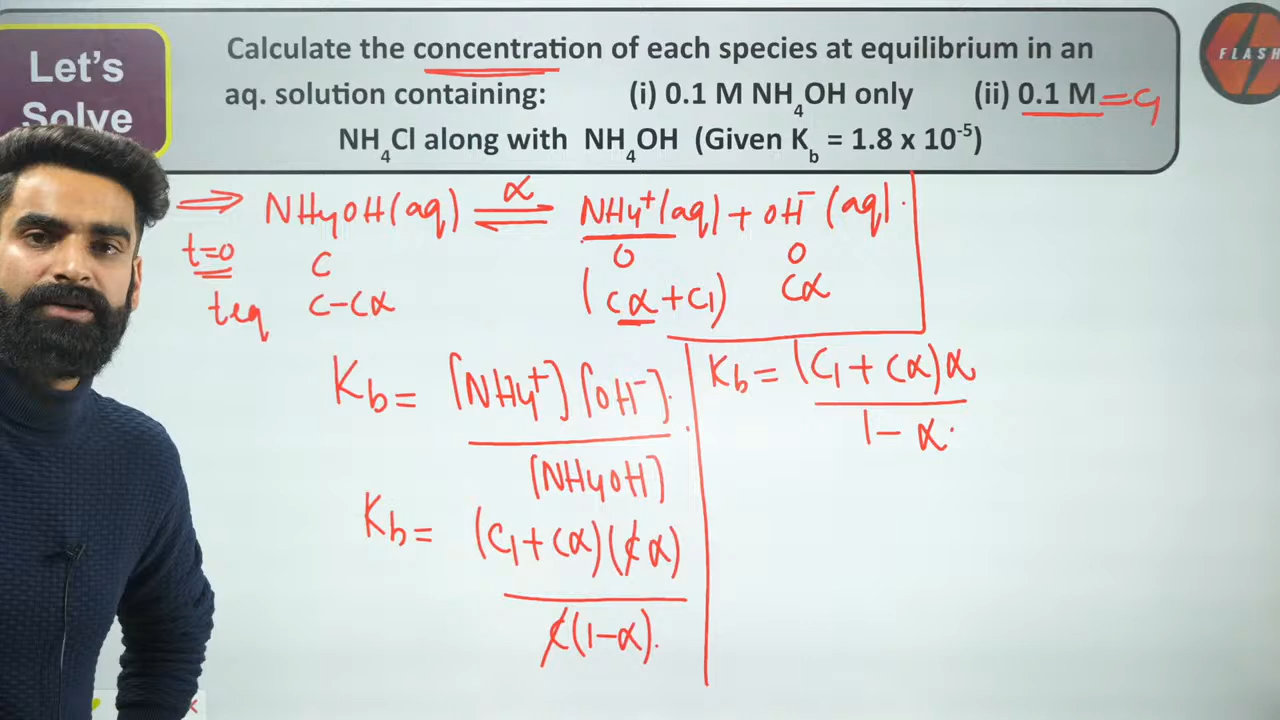 Let's
Solve
Calculate the concentration of each species at equilibrium in an
aq. solution containing: (i) 0.1 M NH4OH only (ii) 0.1 M = C1
NH4Cl along with NH4OH (Given Kb = 1.8 x 10^-5)
FLASH
⇒ NH4OH(aq) ⇌ α NH4+(aq) + OH-(aq).
t=0 C 0 0
teq C-Cα (Cα+C1) Cα
Kb = [NH4+][OH-].
[NH4OH]
Kb = (C1+Cα)(Cα)
C(1-α).
Kb = (C1+Cα)α
1-α.